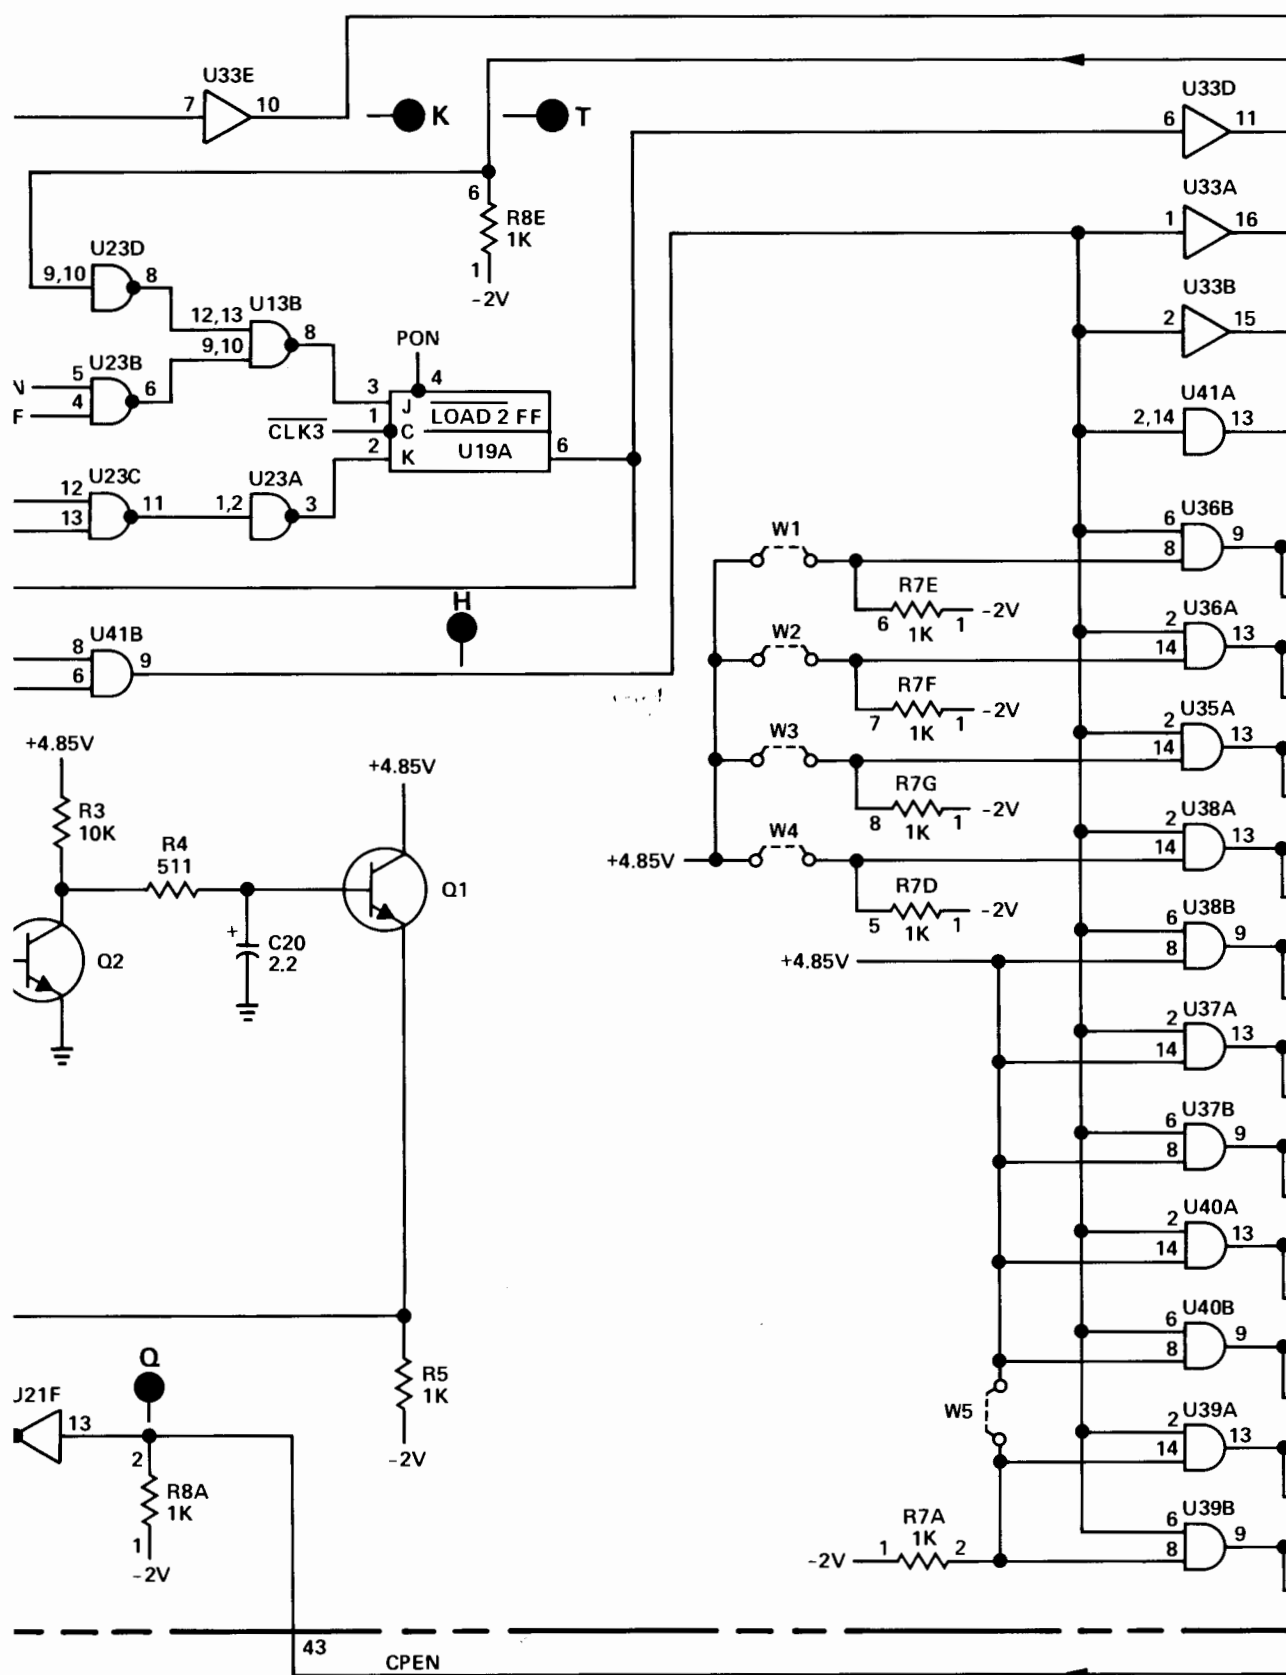 U33E
7
10
K
T
U33D
6
11
6
R8E
1K
1
-2V
U33A
1
16
U23D
9,10
8
U13B
12,13
9,10
8
U33B
2
15
PON
4
U23B
5
4
6
N
F
3
J
LOAD 2 FF
1
C
CLK3
2
K
U19A
6
U41A
2,14
13
U23C
12
13
11
U23A
1,2
3
U36B
6
8
9
W1
R7E
6
1K
1
-2V
H
U41B
8
6
9
U36A
2
14
13
W2
R7F
7
1K
1
-2V
U35A
2
14
13
W3
R7G
8
1K
1
-2V
+4.85V
R3
10K
R4
511
+4.85V
Q1
Q2
+
C20
2.2
U38A
2
14
13
W4
+4.85V
R7D
5
1K
1
-2V
U38B
6
8
9
+4.85V
U37A
2
14
13
U37B
6
8
9
U40A
2
14
13
U40B
6
8
9
W5
U39A
2
14
13
R5
1K
-2V
Q
J21F
13
2
R8A
1K
1
-2V
R7A
1K
-2V
1
2
U39B
6
8
9
43
CPEN